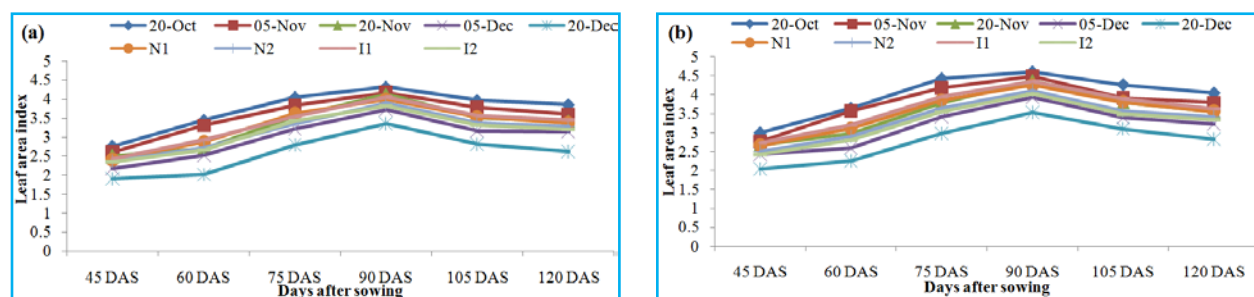 (a)
20-Oct 05-Nov 20-Nov 05-Dec 20-Dec
N1 N2 I1 I2
Leaf area index
5
4.5
4
3.5
3
2.5
2
1.5
1
0.5
0
45 DAS 60 DAS 75 DAS 90 DAS 105 DAS 120 DAS
Days after sowing
(b)
20-Oct 05-Nov 20-Nov 05-Dec 20-Dec
N1 N2 I1 I2
Leaf area index
5
4.5
4
3.5
3
2.5
2
1.5
1
0.5
0
45 DAS 60 DAS 75 DAS 90 DAS 105 DAS 120 DAS
Days after sowing